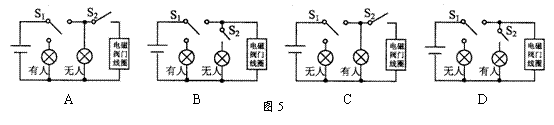 S₁ S₂ 电磁阀门线圈 有人 无人
S₁ S₂ 电磁阀门线圈 有人 无人
S₁ S₂ 电磁阀门线圈 无人 有人
S₁ S₂ 电磁阀门线圈 无人 有人
A B C D
图 5